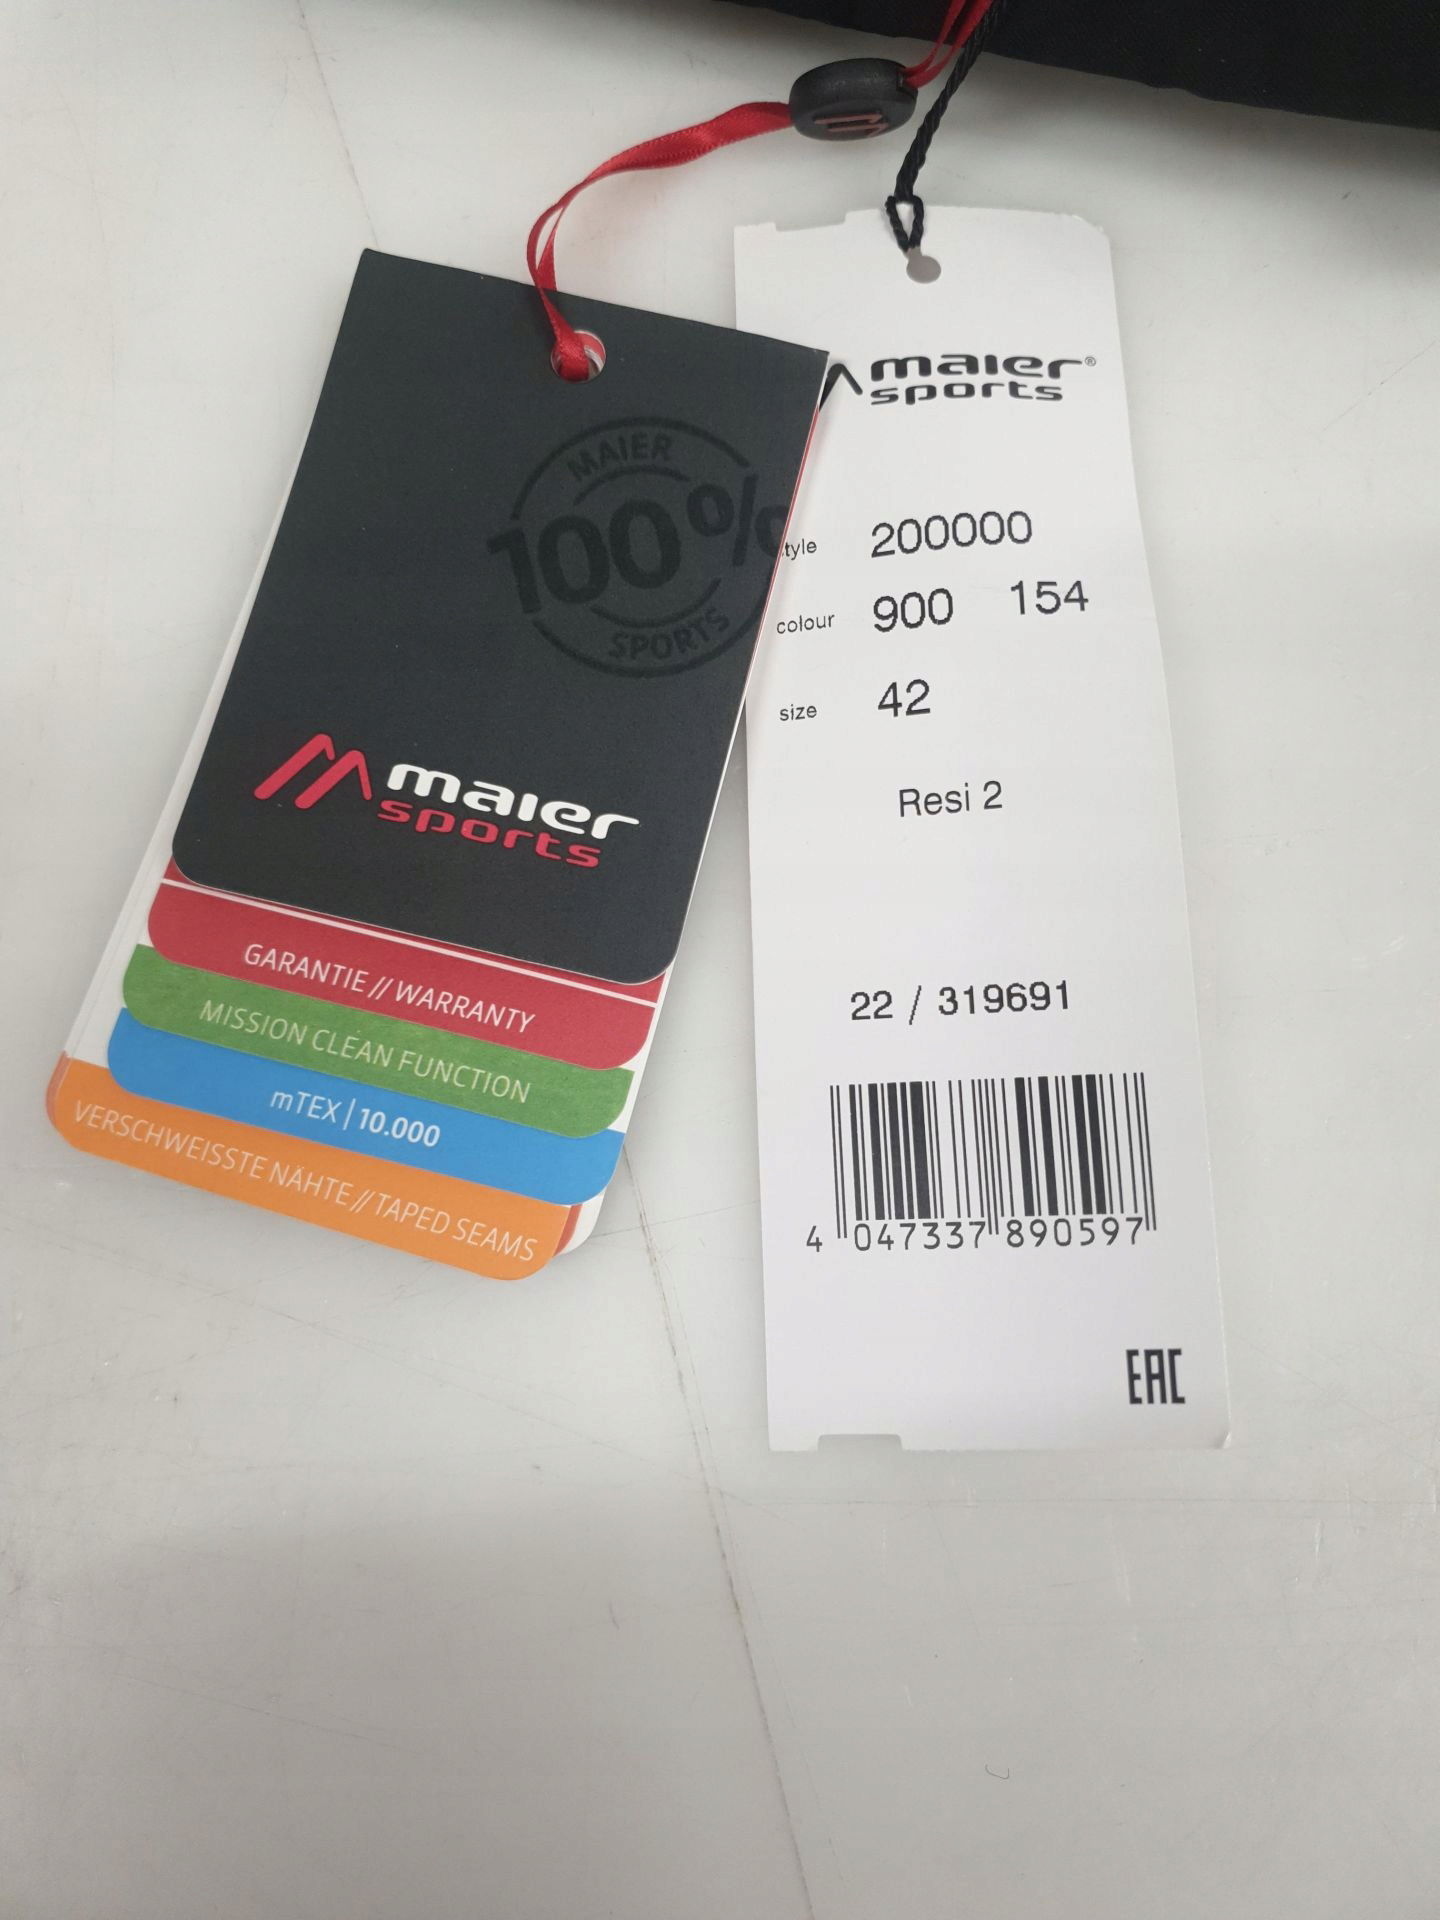 MAIER
100%
SPORTS
maier
sports
GARANTIE // WARRANTY
MISSION CLEAN FUNCTION
mTEX | 10.000
VERSCHWEISSTE NÄHTE // TAPED SEAMS
maier®
sports
tyle 200000
colour 900 154
size 42
Resi 2
22 / 319691
4 047337 890597
EAC